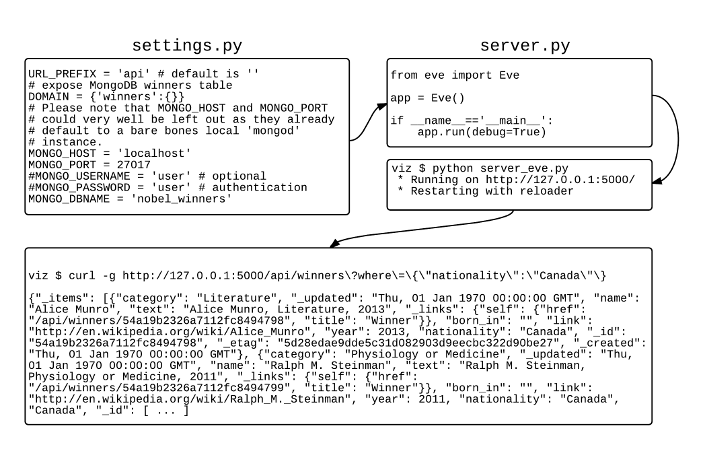 settings.py
URL_PREFIX = 'api' # default is ''
# expose MongoDB winners table
DOMAIN = {'winners':{}}
# Please note that MONGO_HOST and MONGO_PORT
# could very well be left out as they already
# default to a bare bones local 'mongod'
# instance.
MONGO_HOST = 'localhost'
MONGO_PORT = 27017
#MONGO_USERNAME = 'user' # optional
#MONGO_PASSWORD = 'user' # authentication
MONGO_DBNAME = 'nobel_winners'
server.py
from eve import Eve
app = Eve()
if __name__=='__main__':
    app.run(debug=True)
viz $ python server_eve.py
 * Running on http://127.0.0.1:5000/
 * Restarting with reloader
viz $ curl -g http://127.0.0.1:5000/api/winners\?where\=\{\"nationality\":\"Canada\"\}
{"_items": [{"category": "Literature", "_updated": "Thu, 01 Jan 1970 00:00:00 GMT", "name":
"Alice Munro", "text": "Alice Munro, Literature, 2013", "_links": {"self": {"href":
"/api/winners/54a19b2326a7112fc8494798", "title": "Winner"}}, "born_in": "", "link":
"http://en.wikipedia.org/wiki/Alice_Munro", "year": 2013, "nationality": "Canada", "_id":
"54a19b2326a7112fc8494798", "_etag": "5d28edae9dde5c31d082903d9eecbc322d90be27", "_created":
"Thu, 01 Jan 1970 00:00:00 GMT"}, {"category": "Physiology or Medicine", "_updated": "Thu,
01 Jan 1970 00:00:00 GMT", "name": "Ralph M. Steinman", "text": "Ralph M. Steinman,
Physiology or Medicine, 2011", "_links": {"self": {"href":
"/api/winners/54a19b2326a7112fc8494799", "title": "Winner"}}, "born_in": "", "link":
"http://en.wikipedia.org/wiki/Ralph_M._Steinman", "year": 2011, "nationality": "Canada",
"Canada", "_id": [ ... ]